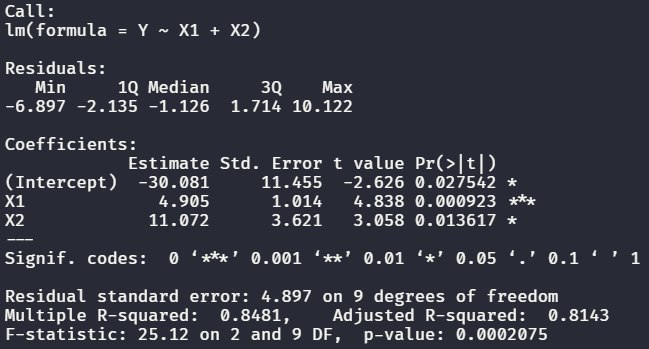 Call:
lm(formula = Y ~ X1 + X2)
Residuals:
   Min     1Q Median     3Q    Max
-6.897 -2.135 -1.126  1.714 10.122
Coefficients:
            Estimate Std. Error t value Pr(>|t|)
(Intercept)  -30.081     11.455  -2.626 0.027542 *
X1             4.905      1.014   4.838 0.000923 ***
X2            11.072      3.621   3.058 0.013617 *
---
Signif. codes:  0 ‘***’ 0.001 ‘**’ 0.01 ‘*’ 0.05 ‘.’ 0.1 ‘ ’ 1
Residual standard error: 4.897 on 9 degrees of freedom
Multiple R-squared:  0.8481,    Adjusted R-squared:  0.8143
F-statistic: 25.12 on 2 and 9 DF,  p-value: 0.0002075